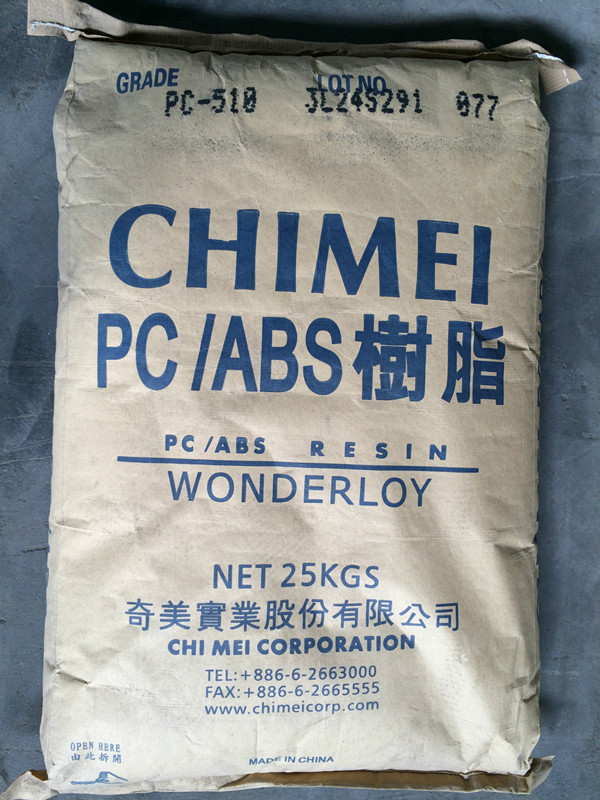 GRADE LOT NO.
PC-510 JL24S291 077
CHIMEI
PC/ABS樹脂
PC/ABS RESIN
WONDERLOY
NET 25KGS
奇美實業股份有限公司
CHI MEI CORPORATION
TEL:+886-6-2663000
FAX:+886-6-2665555
www.chimeicorp.com
OPEN HERE
由此拆開
MADE IN CHINA